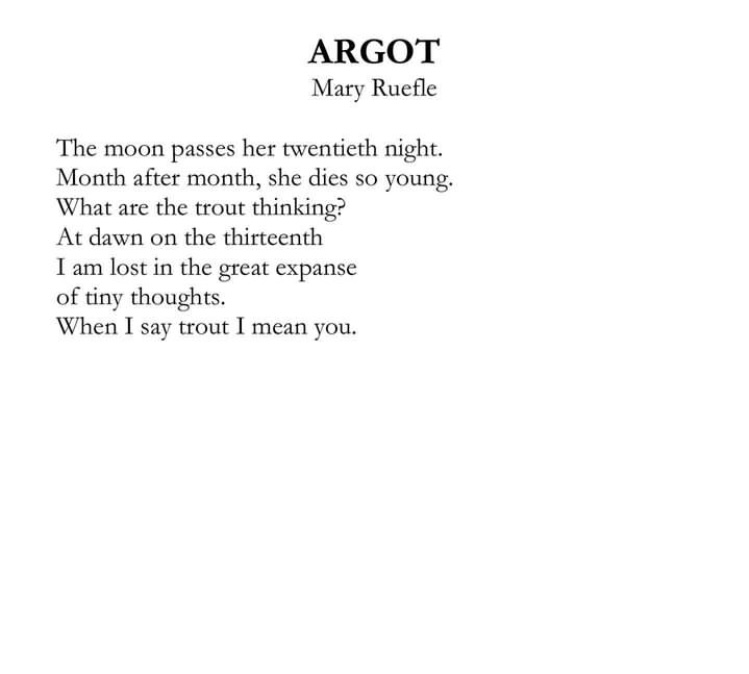 ARGOT
Mary Ruefle
The moon passes her twentieth night.
Month after month, she dies so young.
What are the trout thinking?
At dawn on the thirteenth
I am lost in the great expanse
of tiny thoughts.
When I say trout I mean you.